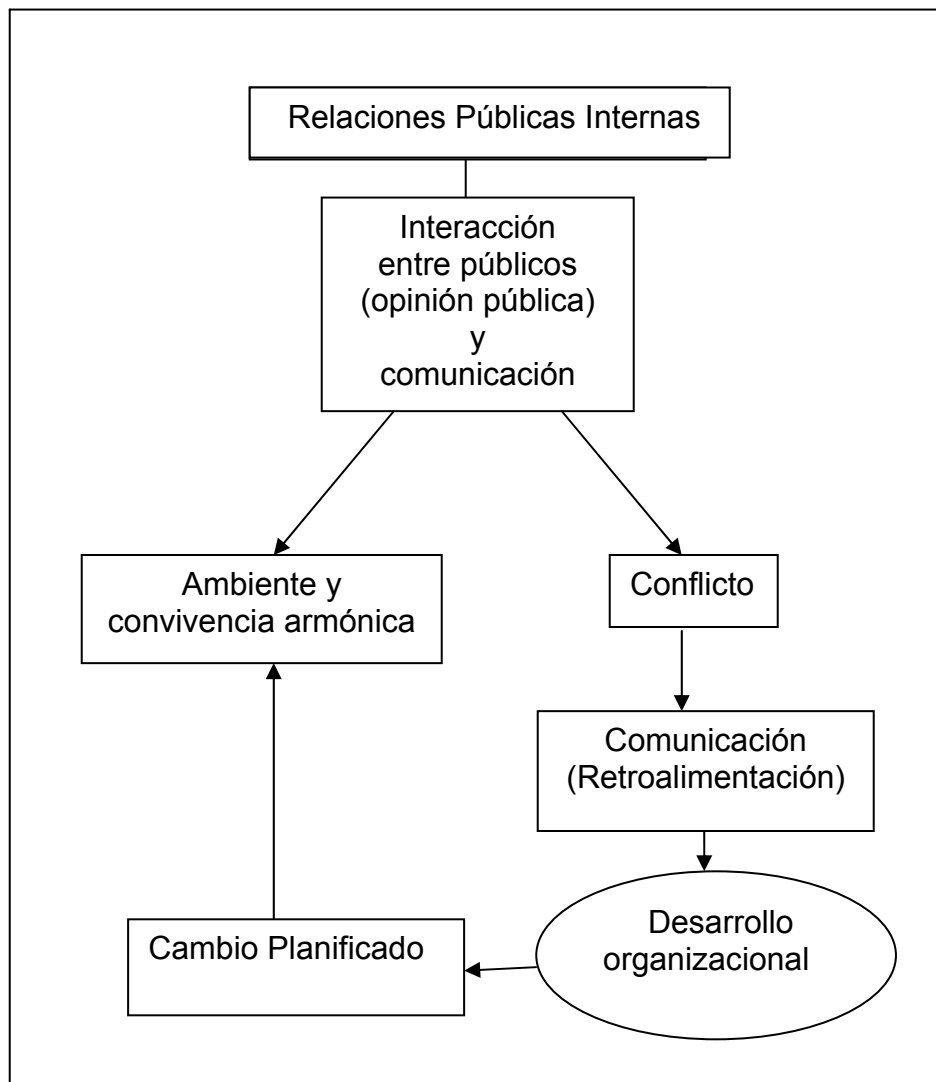 Relaciones Públicas Internas
Interacción
entre públicos
(opinión pública)
y
comunicación
Ambiente y
convivencia armónica
Conflicto
Comunicación
(Retroalimentación)
Desarrollo
organizacional
Cambio Planificado